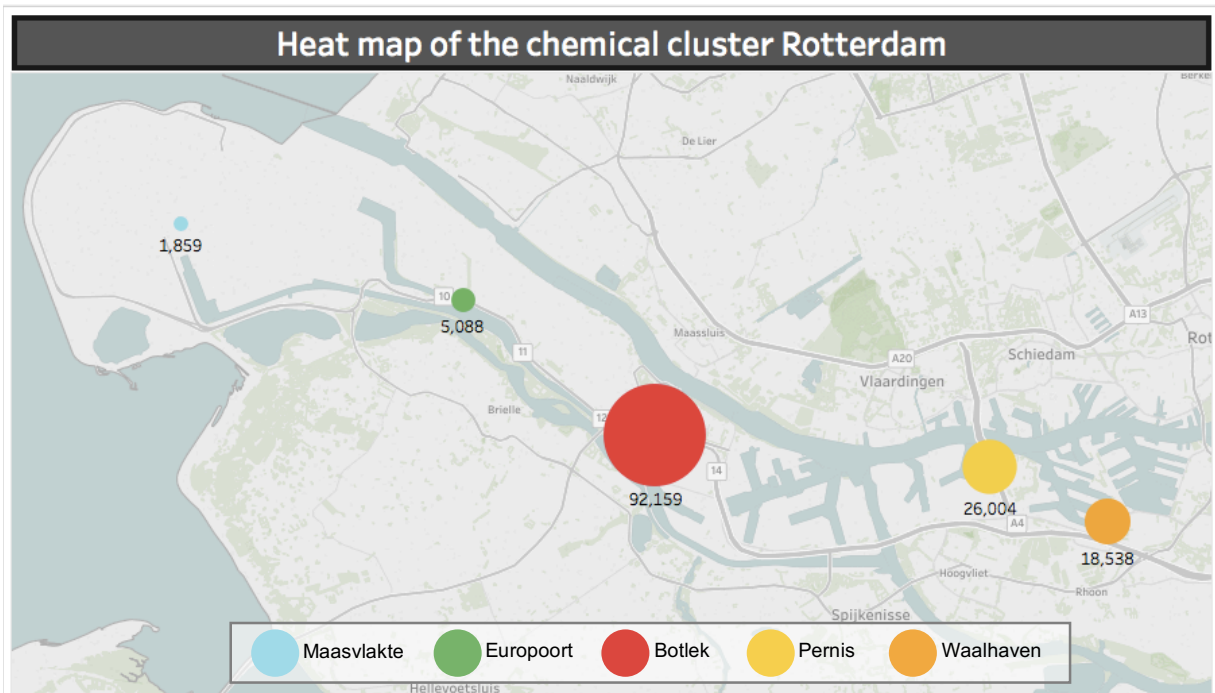 Heat map of the chemical cluster Rotterdam
Naaldwijk
De Lier
1,859
10
5,088
11
Maassluis
A13
Rot
Schiedam
A20
Vlaardingen
Brielle
12
14
92,159
26,004
A4
18,538
Hoogvliet
Rhoon
Spijkenisse
Maasvlakte
Europoort
Botlek
Pernis
Waalhaven
Hellevoetsluis